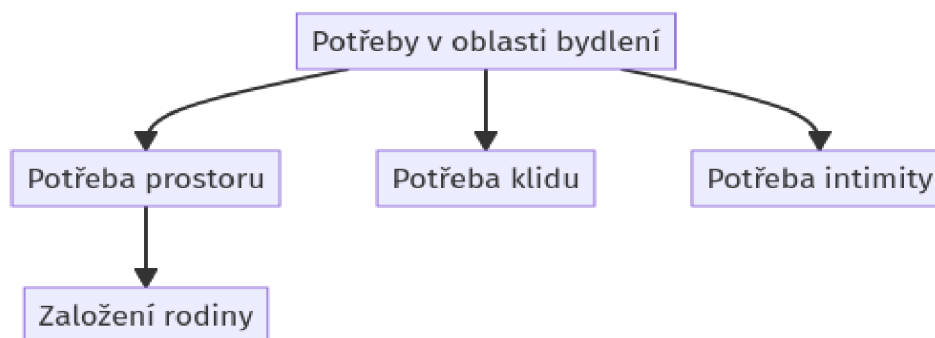 Potřeby v oblasti bydlení
Potřeba prostoru
Potřeba klidu
Potřeba intimity
Založení rodiny